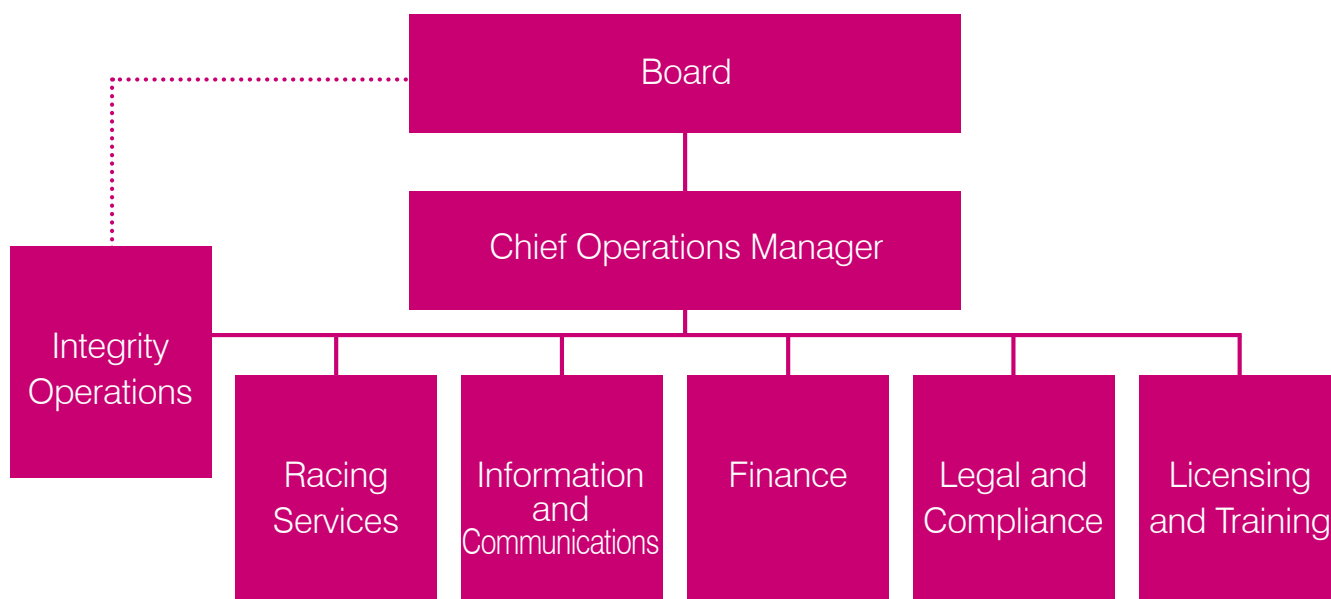 Board
Chief Operations Manager
Integrity
Operations
Racing
Services
Information
and
Communications
Finance
Legal and
Compliance
Licensing
and Training